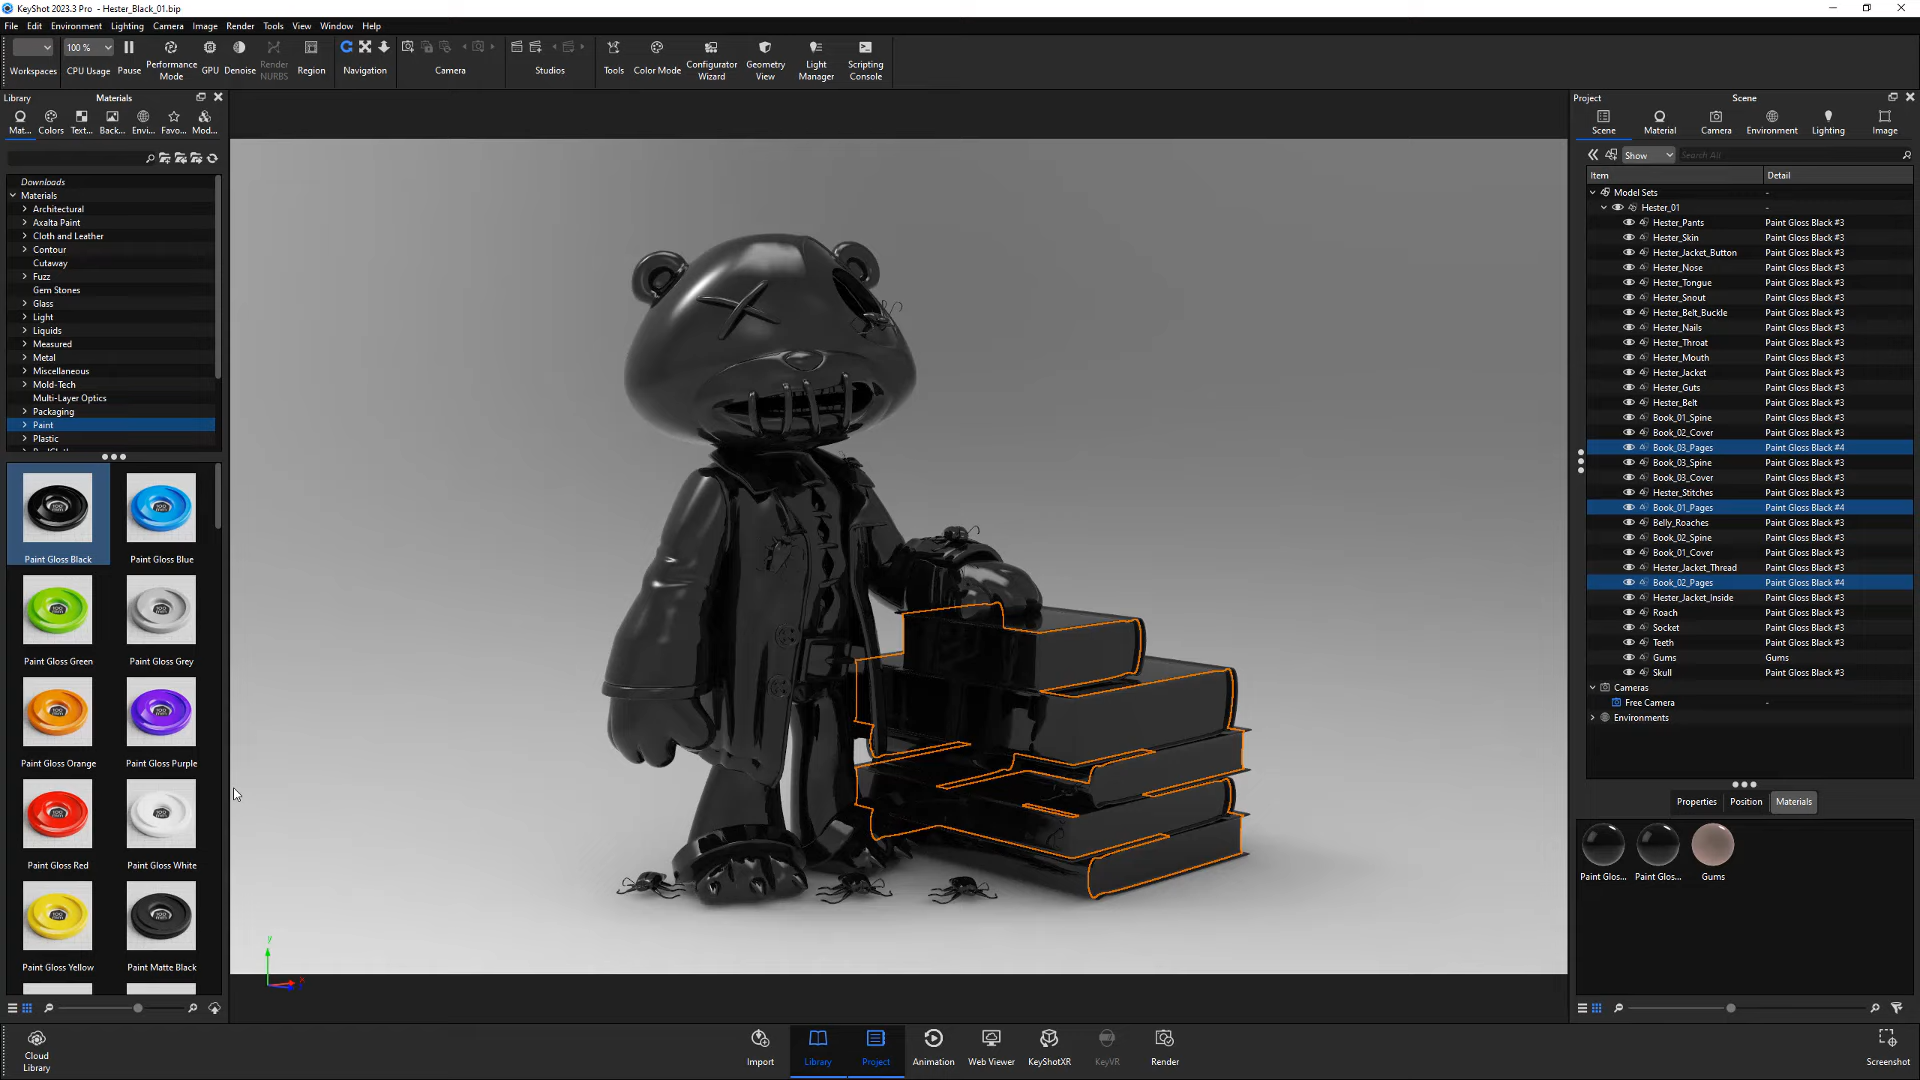 KeyShot 2023.3 Pro - Hester_Black_01.bip
File Edit Environment Lighting Camera Image Render Tools View Window Help
100 %
Workspaces CPU Usage Pause Performance Mode GPU Denoise Render NURBS Region Navigation Camera Studios Tools Color Mode Configurator Wizard Geometry View Light Manager Scripting Console
Library Materials
Mat... Colors Text... Back... Envi... Favo... Mod...
Downloads
Materials
Architectural
Axalta Paint
Cloth and Leather
Contour
Cutaway
Fuzz
Gem Stones
Glass
Light
Liquids
Measured
Metal
Miscellaneous
Mold-Tech
Multi-Layer Optics
Packaging
Paint
Plastic
Paint Gloss Black Paint Gloss Blue
Paint Gloss Green Paint Gloss Grey
Paint Gloss Orange Paint Gloss Purple
Paint Gloss Red Paint Gloss White
Paint Gloss Yellow Paint Matte Black
y
Project Scene
Scene Material Camera Environment Lighting Image
Show Search All
Item Detail
Model Sets -
Hester_01 -
Hester_Pants Paint Gloss Black #3
Hester_Skin Paint Gloss Black #3
Hester_Jacket_Button Paint Gloss Black #3
Hester_Nose Paint Gloss Black #3
Hester_Tongue Paint Gloss Black #3
Hester_Snout Paint Gloss Black #3
Hester_Belt_Buckle Paint Gloss Black #3
Hester_Nails Paint Gloss Black #3
Hester_Throat Paint Gloss Black #3
Hester_Mouth Paint Gloss Black #3
Hester_Jacket Paint Gloss Black #3
Hester_Guts Paint Gloss Black #3
Hester_Belt Paint Gloss Black #3
Book_01_Spine Paint Gloss Black #3
Book_02_Cover Paint Gloss Black #3
Book_03_Pages Paint Gloss Black #4
Book_03_Spine Paint Gloss Black #3
Book_03_Cover Paint Gloss Black #3
Hester_Stitches Paint Gloss Black #3
Book_01_Pages Paint Gloss Black #4
Belly_Roaches Paint Gloss Black #3
Book_02_Spine Paint Gloss Black #3
Book_01_Cover Paint Gloss Black #3
Hester_Jacket_Thread Paint Gloss Black #3
Book_02_Pages Paint Gloss Black #4
Hester_Jacket_Inside Paint Gloss Black #3
Roach Paint Gloss Black #3
Socket Paint Gloss Black #3
Teeth Paint Gloss Black #3
Gums Gums
Skull Paint Gloss Black #3
Cameras
Free Camera -
Environments
Properties Position Materials
Paint Glos... Paint Glos... Gums
Cloud Library Import Library Project Animation Web Viewer KeyShotXR KeyVR Render Screenshot